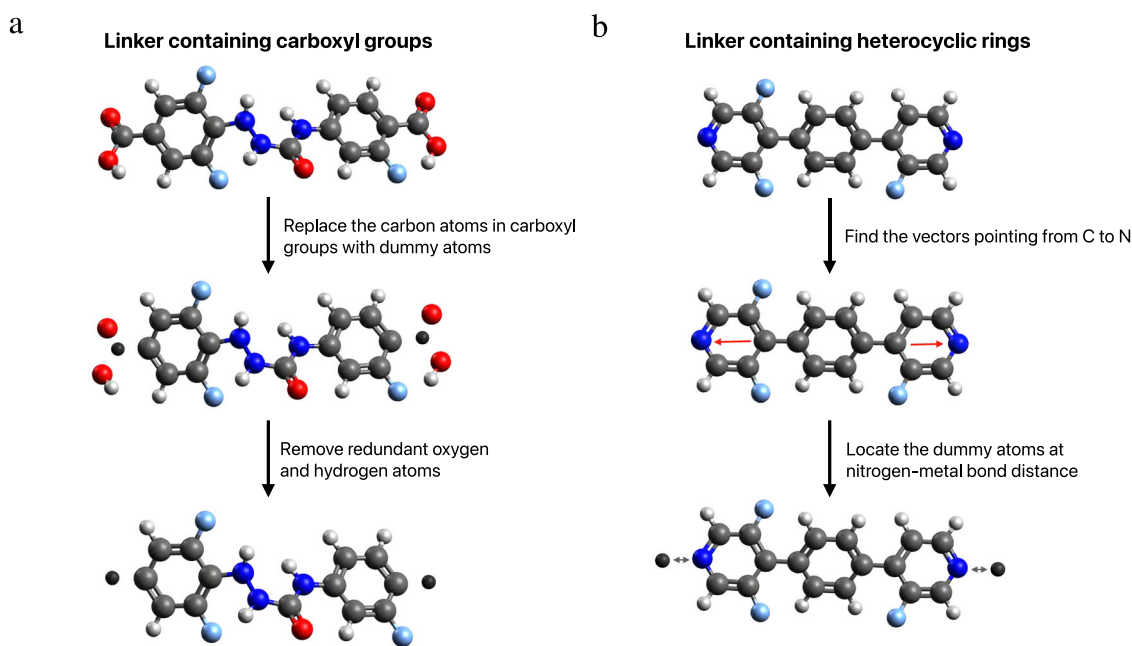 a
Linker containing carboxyl groups
Replace the carbon atoms in carboxyl
groups with dummy atoms
Remove redundant oxygen
and hydrogen atoms
b
Linker containing heterocyclic rings
Find the vectors pointing from C to N
Locate the dummy atoms at
nitrogen-metal bond distance